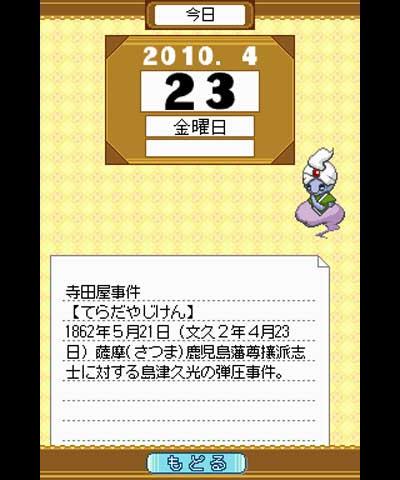 今日
2010. 4
23
金曜日
寺田屋事件
【てらだやじけん】
1862年5月21日（文久2年4月23
日）薩摩(さつま)鹿児島藩尊攘派志
士に対する島津久光の弾圧事件。
もどる